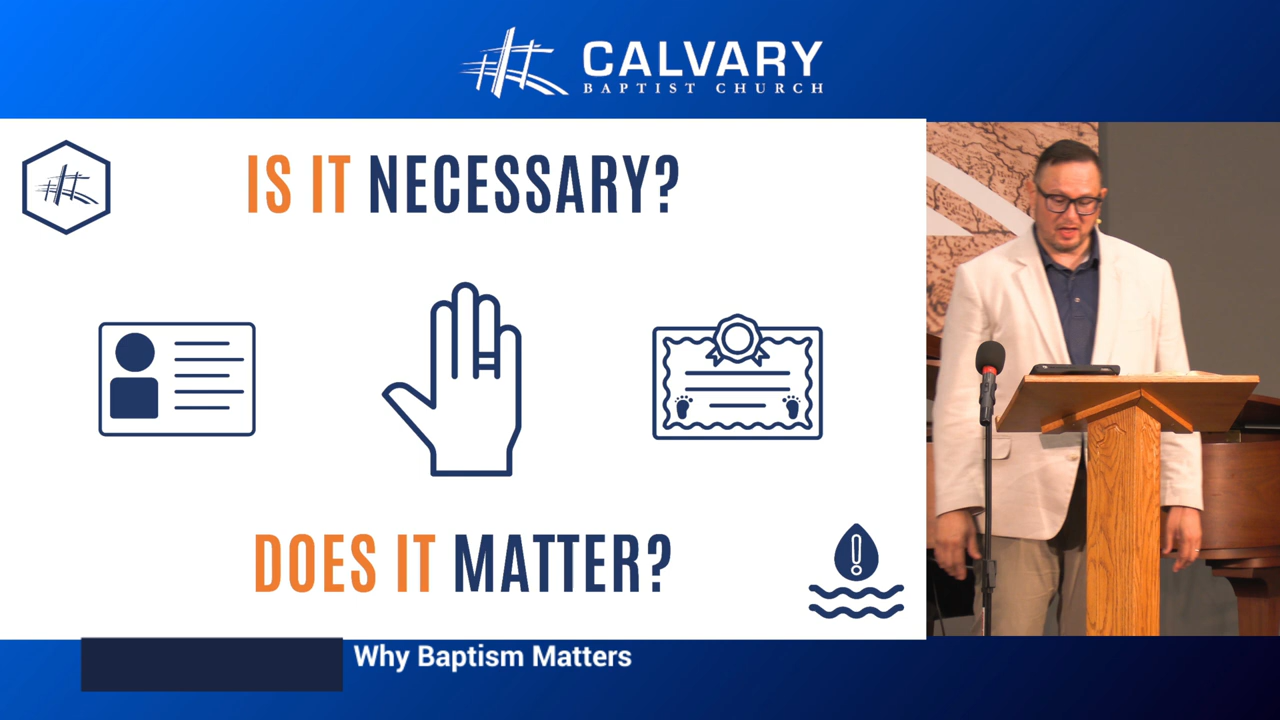 CALVARY
BAPTIST CHURCH
IS IT NECESSARY?
DOES IT MATTER?
Why Baptism Matters